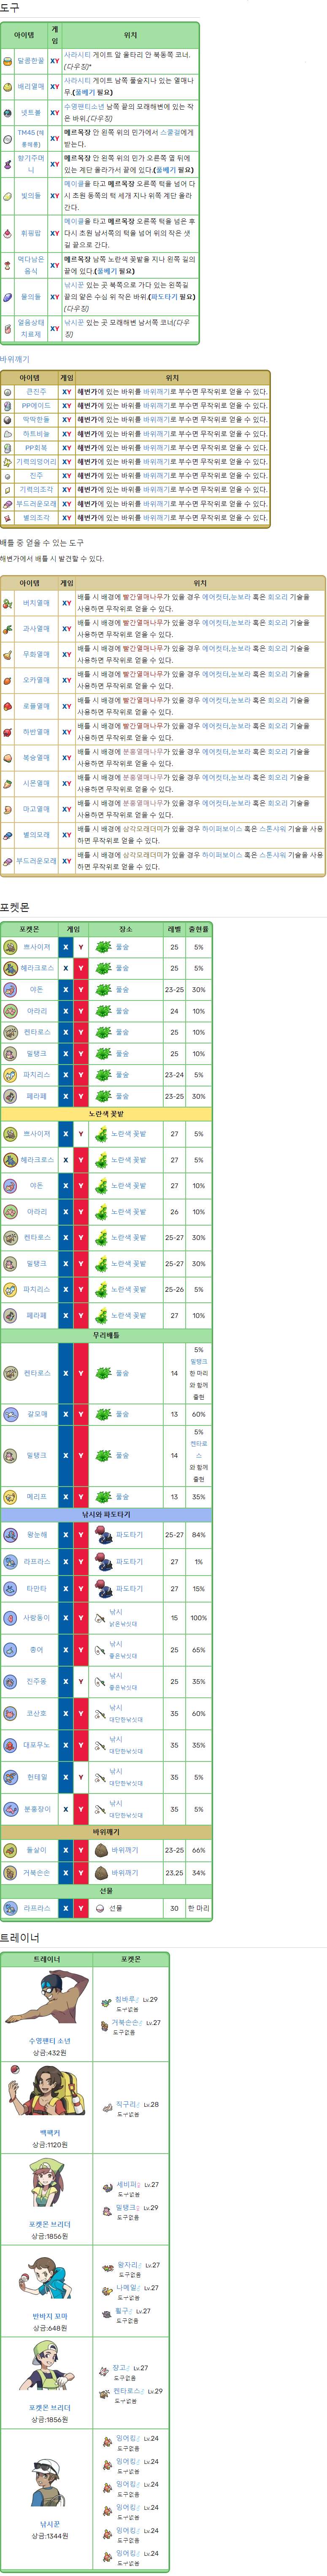 도구
아이템 게임 위치
달콤한꿀 XY 사라시티 게이트 앞 울타리 안 북동쪽 코너.(다우징)*
배리열매 XY 사라시티 게이트 남쪽 풀숲지나 있는 열매나무.(풀베기 필요)
넷트볼 XY 수영팬티소년 남쪽 끝의 모래해변에 있는 작은 바위.(다우징)
XY 메르목장 안 왼쪽 위의 민가에서 스쿨걸에게 받는다.
향기주머니 XY 메르목장 안 왼쪽 위의 민가 오른쪽 옆 뒤에 있는 계단 올라가서 끝에 있다.(풀베기 필요)
빛의돌 XY 메이클을 타고 메르목장 오른쪽 턱을 넘어 다시 초원 동쪽의 턱 세개 지나 위쪽 계단 올라간다.
휘핑팝 XY 메이클을 타고 메르목장 오른쪽 턱을 넘은 후 다시 초원 남서쪽의 턱을 넘어 위의 작은 샛길 끝으로 간다.
먹다남은음식 XY 메르목장 남쪽 노란색 꽃밭을 지나 왼쪽 길의 끝에 있다.(풀베기 필요)
물의돌 XY 낚시꾼 있는 곳 북쪽으로 가다 있는 왼쪽길 끝의 얕은 수심 위 작은 바위.(파도타기 필요)(다우징)
얼음상태치료제 XY 낚시꾼 있는 곳 모래해변 남서쪽 코너(다우징)
바위깨기
아이템 게임 위치
큰진주 XY 해변가에 있는 바위를 바위깨기로 부수면 무작위로 얻을 수 있다.
PP에이드 XY 해변가에 있는 바위를 바위깨기로 부수면 무작위로 얻을 수 있다.
딱딱한돌 XY 해변가에 있는 바위를 바위깨기로 부수면 무작위로 얻을 수 있다.
하트비늘 XY 해변가에 있는 바위를 바위깨기로 부수면 무작위로 얻을 수 있다.
PP회복 XY 해변가에 있는 바위를 바위깨기로 부수면 무작위로 얻을 수 있다.
기력의덩어리 XY 해변가에 있는 바위를 바위깨기로 부수면 무작위로 얻을 수 있다.
진주 XY 해변가에 있는 바위를 바위깨기로 부수면 무작위로 얻을 수 있다.
기력의조각 XY 해변가에 있는 바위를 바위깨기로 부수면 무작위로 얻을 수 있다.
부드러운모래 XY 해변가에 있는 바위를 바위깨기로 부수면 무작위로 얻을 수 있다.
별의조각 XY 해변가에 있는 바위를 바위깨기로 부수면 무작위로 얻을 수 있다.
배틀 중 얻을 수 있는 도구
해변가에서 배틀 시 발견할 수 있다.
아이템 게임 위치
버치열매 XY 배틀 시 배경에 빨간열매나무가 있을 경우 에어컷터,눈보라 혹은 회오리 기술을 사용하면 무작위로 얻을 수 있다.
과사열매 XY 배틀 시 배경에 빨간열매나무가 있을 경우 에어컷터,눈보라 혹은 회오리 기술을 사용하면 무작위로 얻을 수 있다.
무화열매 XY 배틀 시 배경에 빨간열매나무가 있을 경우 에어컷터,눈보라 혹은 회오리 기술을 사용하면 무작위로 얻을 수 있다.
오카열매 XY 배틀 시 배경에 빨간열매나무가 있을 경우 에어컷터,눈보라 혹은 회오리 기술을 사용하면 무작위로 얻을 수 있다.
로플열매 XY 배틀 시 배경에 빨간열매나무가 있을 경우 에어컷터,눈보라 혹은 회오리 기술을 사용하면 무작위로 얻을 수 있다.
하반열매 XY 배틀 시 배경에 빨간열매나무가 있을 경우 에어컷터,눈보라 혹은 회오리 기술을 사용하면 무작위로 얻을 수 있다.
복숭열매 XY 배틀 시 배경에 분홍열매나무가 있을 경우 에어컷터,눈보라 혹은 회오리 기술을 사용하면 무작위로 얻을 수 있다.
시몬열매 XY 배틀 시 배경에 분홍열매나무가 있을 경우 에어컷터,눈보라 혹은 회오리 기술을 사용하면 무작위로 얻을 수 있다.
마고열매 XY 배틀 시 배경에 분홍열매나무가 있을 경우 에어컷터,눈보라 혹은 회오리 기술을 사용하면 무작위로 얻을 수 있다.
별의모래 XY 배틀 시 배경에 삼각모래더미가 있을 경우 하이퍼보이스 혹은 스톤샤워 기술을 사용하면 무작위로 얻을 수 있다.
부드러운모래 XY 배틀 시 배경에 삼각모래더미가 있을 경우 하이퍼보이스 혹은 스톤샤워 기술을 사용하면 무작위로 얻을 수 있다.
포켓몬
포켓몬 게임 장소 레벨 출현률
쁘사이저 X Y 풀숲 25 5%
헤라크로스 X Y 풀숲 25 5%
야돈 X Y 풀숲 23-25 30%
아라리 X Y 풀숲 24 10%
켄타로스 X Y 풀숲 25 10%
밀탱크 X Y 풀숲 25 10%
파치리스 X Y 풀숲 23-24 5%
페라페 X Y 풀숲 23-25 30%
노란색 꽃밭
쁘사이저 X Y 노란색 꽃밭 27 5%
헤라크로스 X Y 노란색 꽃밭 27 5%
야돈 X Y 노란색 꽃밭 27 10%
아라리 X Y 노란색 꽃밭 26 10%
켄타로스 X Y 노란색 꽃밭 25-27 30%
밀탱크 X Y 노란색 꽃밭 25-27 30%
파치리스 X Y 노란색 꽃밭 25-26 5%
페라페 X Y 노란색 꽃밭 27 10%
무리배틀
켄타로스 X Y 풀숲 14 5% 밀탱크 한 마리와 함께 출현
갈모매 X Y 풀숲 13 60%
밀탱크 X Y 풀숲 14 5% 켄타로스와 함께 출현
메리프 X Y 풀숲 13 35%
낚시와 파도타기
왕눈해 X Y 파도타기 25-27 84%
라프라스 X Y 파도타기 27 1%
타만타 X Y 파도타기 27 15%
사랑동이 X Y 낚시 낡은낚싯대 15 100%
총어 X Y 낚시 좋은낚싯대 25 65%
진주몽 X Y 낚시 좋은낚싯대 25 35%
코산호 X Y 낚시 대단한낚싯대 35 60%
대포무노 X Y 낚시 대단한낚싯대 35 35%
헌테일 X Y 낚시 대단한낚싯대 35 5%
분홍장이 X Y 낚시 대단한낚싯대 35 5%
바위깨기
돌살이 X Y 바위깨기 23-25 66%
거북손손 X Y 바위깨기 23,25 34%
선물
라프라스 X Y 선물 30 한 마리
트레이너
트레이너 포켓몬
수영팬티 소년
상금:432원
침바루♂ Lv.29
도구없음
거북손손♂ Lv.27
도구없음
백팩커
상금:1120원
직구리♂ Lv.28
도구없음
포켓몬 브리더
상금:1856원
세비퍼♀ Lv.27
도구없음
밀탱크♀ Lv.29
도구없음
반바지 꼬마
상금:648원
왕자리♂ Lv.27
도구없음
나메일♂ Lv.27
도구없음
휠구♂ Lv.27
도구없음
포켓몬 브리더
상금:1856원
쟝고♂ Lv.27
도구없음
켄타로스♂ Lv.29
도구없음
낚시꾼
상금:1344원
잉어킹♂ Lv.24
도구없음
잉어킹♂ Lv.24
도구없음
잉어킹♂ Lv.24
도구없음
잉어킹♂ Lv.24
도구없음
잉어킹♂ Lv.24
도구없음
잉어킹♂ Lv.24
도구없음